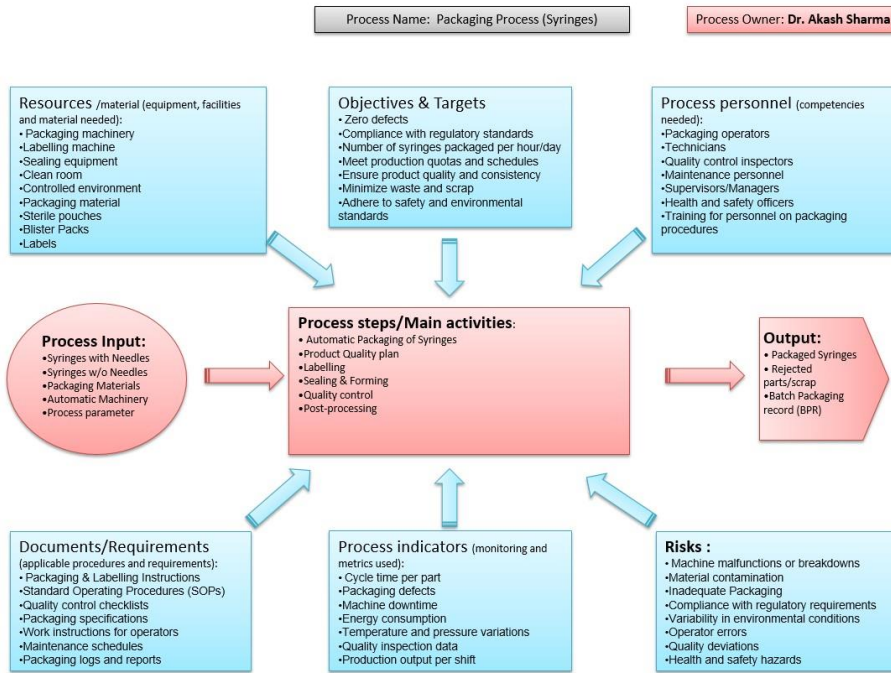 Process Name: Packaging Process (Syringes)
Process Owner: Dr. Akash Sharma
Resources /material (equipment, facilities
and material needed):
• Packaging machinery
•Labelling machine
•Sealing equipment
•Clean room
•Controlled environment
•Packaging material
•Sterile pouches
•Blister Packs
•Labels
Objectives & Targets
• Zero defects
•Compliance with regulatory standards
•Number of syringes packaged per hour/day
•Meet production quotas and schedules
•Ensure product quality and consistency
•Minimize waste and scrap
•Adhere to safety and environmental
standards
Process personnel (competencies
needed):
•Packaging operators
•Technicians
•Quality control inspectors
•Maintenance personnel
•Supervisors/Managers
•Health and safety officers
•Training for personnel on packaging
procedures
Process Input:
•Syringes with Needles
•Syringes w/o Needles
•Packaging Materials
•Automatic Machinery
•Process parameter
Process steps/Main activities:
• Automatic Packaging of Syringes
•Product Quality plan
•Labelling
•Sealing & Forming
•Quality control
•Post-processing
Output:
• Packaged Syringes
• Rejected
parts/scrap
•Batch Packaging
record (BPR)
Documents/Requirements
(applicable procedures and requirements):
• Packaging & Labelling Instructions
•Standard Operating Procedures (SOPs)
•Quality control checklists
•Packaging specifications
•Work instructions for operators
•Maintenance schedules
•Packaging logs and reports
Process indicators (monitoring and
metrics used):
• Cycle time per part
•Packaging defects
•Machine downtime
•Energy consumption
•Temperature and pressure variations
•Quality inspection data
•Production output per shift
Risks :
• Machine malfunctions or breakdowns
•Material contamination
•Inadequate Packaging
•Compliance with regulatory requirements
•Variability in environmental conditions
•Operator errors
•Quality deviations
•Health and safety hazards